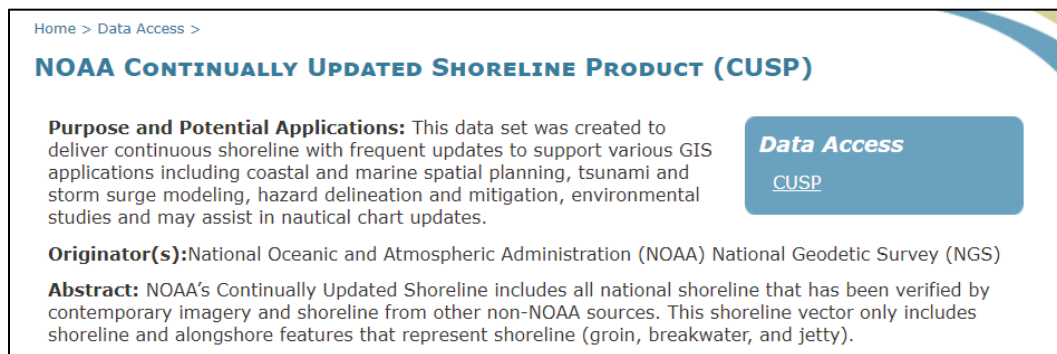 Home > Data Access >
NOAA Continually Updated Shoreline Product (CUSP)
Purpose and Potential Applications: This data set was created to
deliver continuous shoreline with frequent updates to support various GIS
applications including coastal and marine spatial planning, tsunami and
storm surge modeling, hazard delineation and mitigation, environmental
studies and may assist in nautical chart updates.
Data Access
CUSP
Originator(s):National Oceanic and Atmospheric Administration (NOAA) National Geodetic Survey (NGS)
Abstract: NOAA’s Continually Updated Shoreline includes all national shoreline that has been verified by
contemporary imagery and shoreline from other non-NOAA sources. This shoreline vector only includes
shoreline and alongshore features that represent shoreline (groin, breakwater, and jetty).